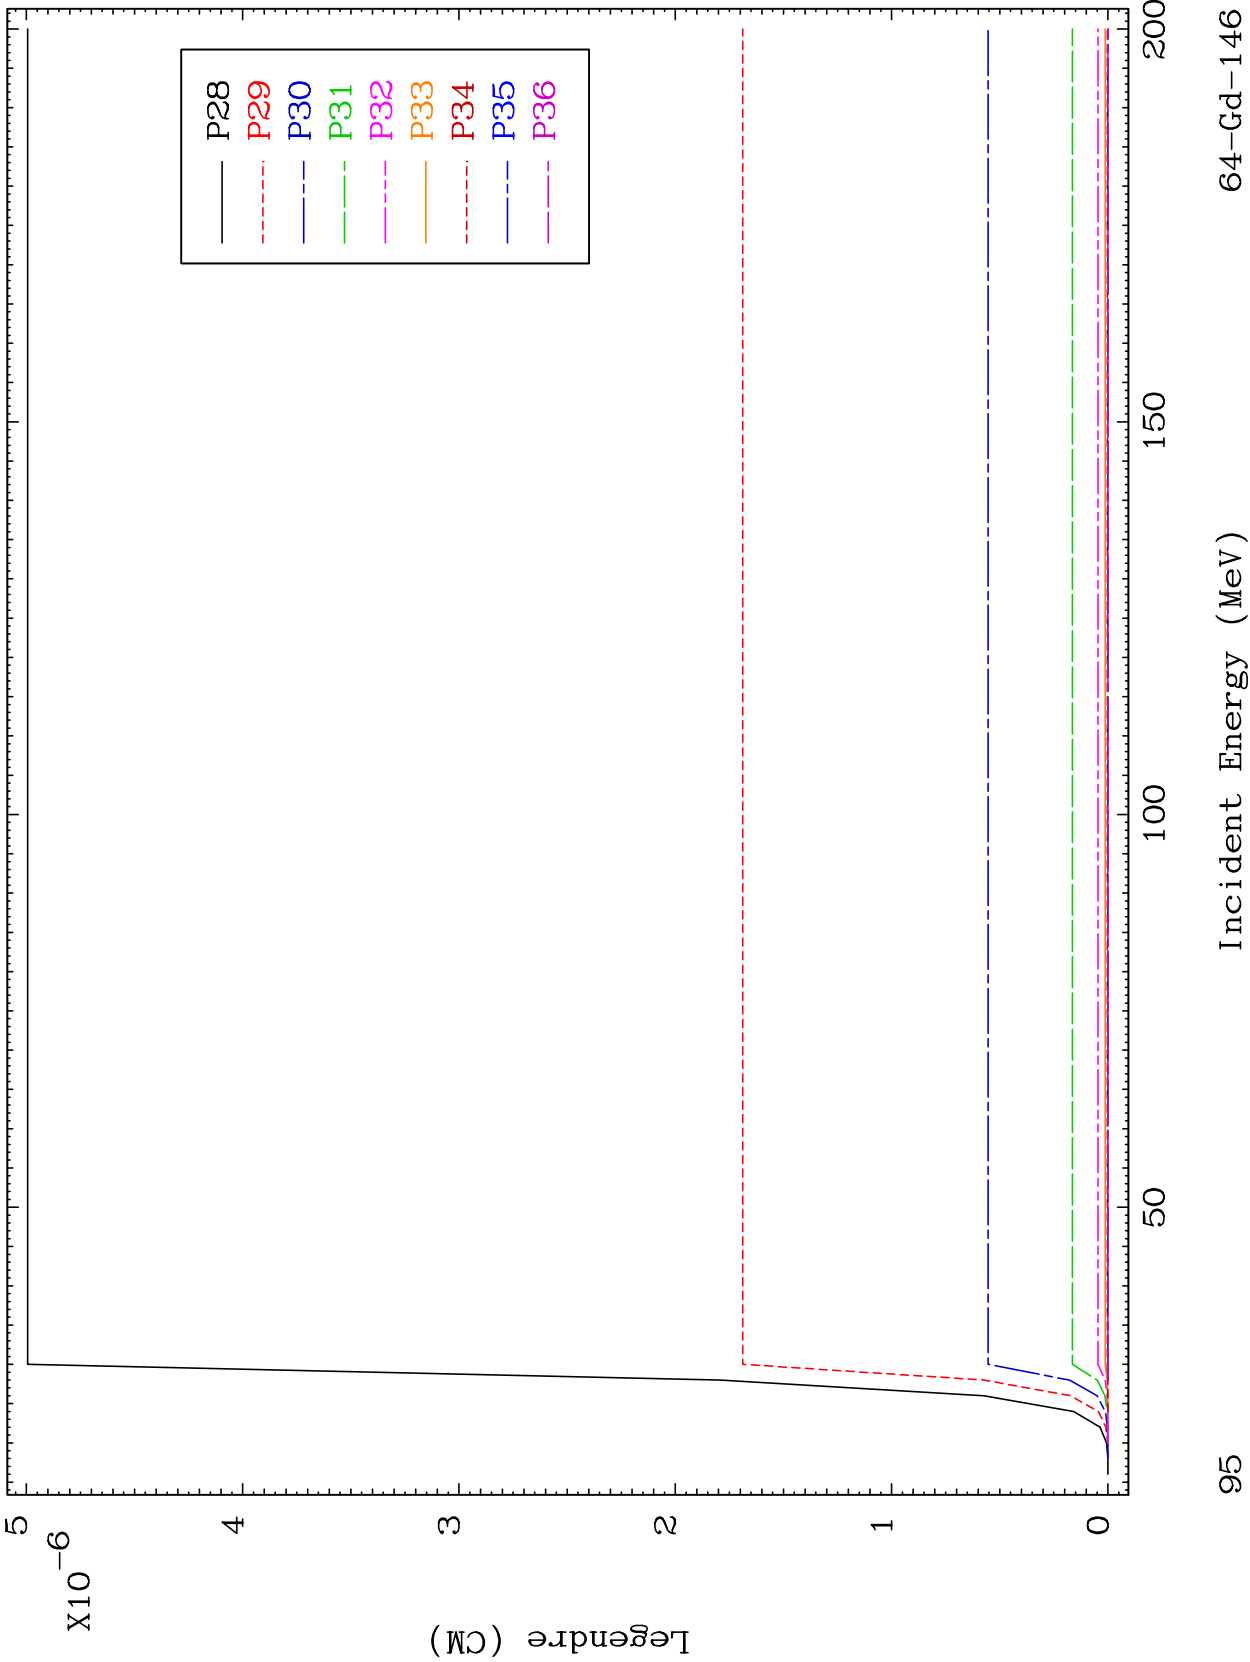 5
X10-6
4
3
2
1
0
Legendre (CM)
P28
P29
P30
P31
P32
P33
P34
P35
P36
50
100
150
200
Incident Energy (MeV)
95
64-Gd-146